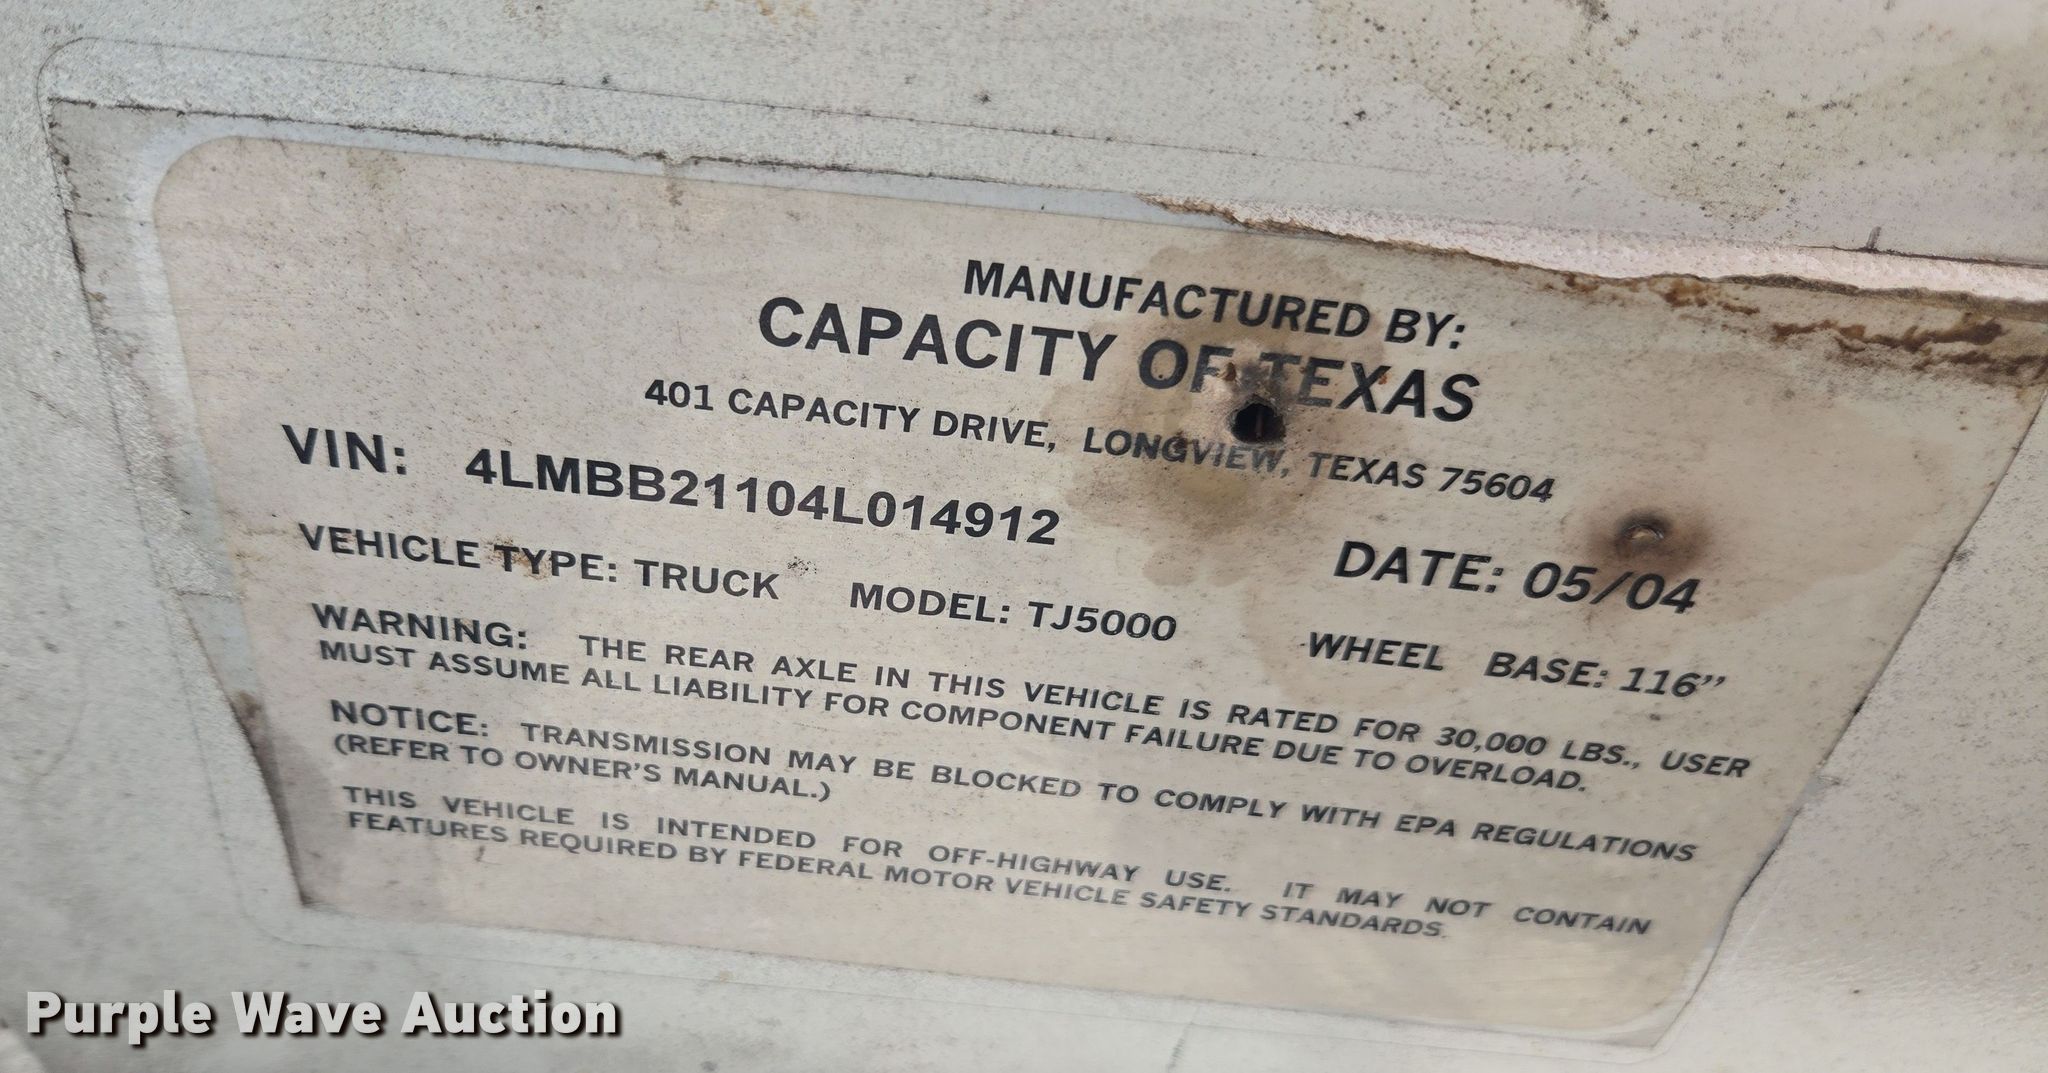 MANUFACTURED BY:
CAPACITY OF TEXAS
401 CAPACITY DRIVE, LONGVIEW, TEXAS 75604
VIN: 4LMBB21104L014912
DATE: 05/04
VEHICLE TYPE: TRUCK MODEL: TJ5000 WHEEL BASE: 116”
WARNING: THE REAR AXLE IN THIS VEHICLE IS RATED FOR 30,000 LBS., USER
MUST ASSUME ALL LIABILITY FOR COMPONENT FAILURE DUE TO OVERLOAD.
NOTICE: TRANSMISSION MAY BE BLOCKED TO COMPLY WITH EPA REGULATIONS
(REFER TO OWNER'S MANUAL.)
THIS VEHICLE IS INTENDED FOR OFF-HIGHWAY USE. IT MAY NOT CONTAIN
FEATURES REQUIRED BY FEDERAL MOTOR VEHICLE SAFETY STANDARDS.
Purple Wave Auction